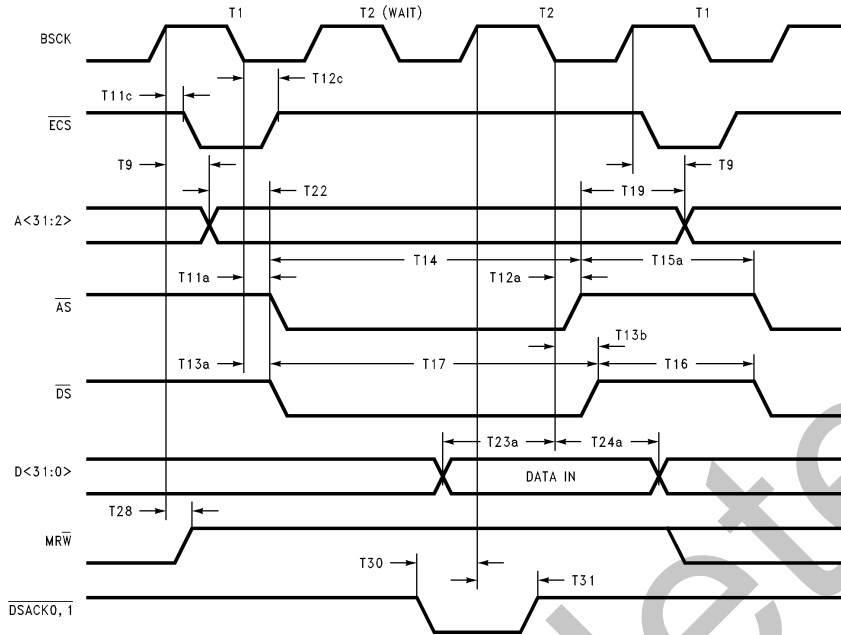 T1 T2 (WAIT) T2 T1
BSCK
T12c
T11c
ECS
T9 T9
T22 T19
A<31:2>
T14 T15a
T11a T12a
AS
T13b
T13a T17 T16
DS
T23a T24a
D<31:0> DATA IN
T28
MRW
T30 T31
DSACK0, 1